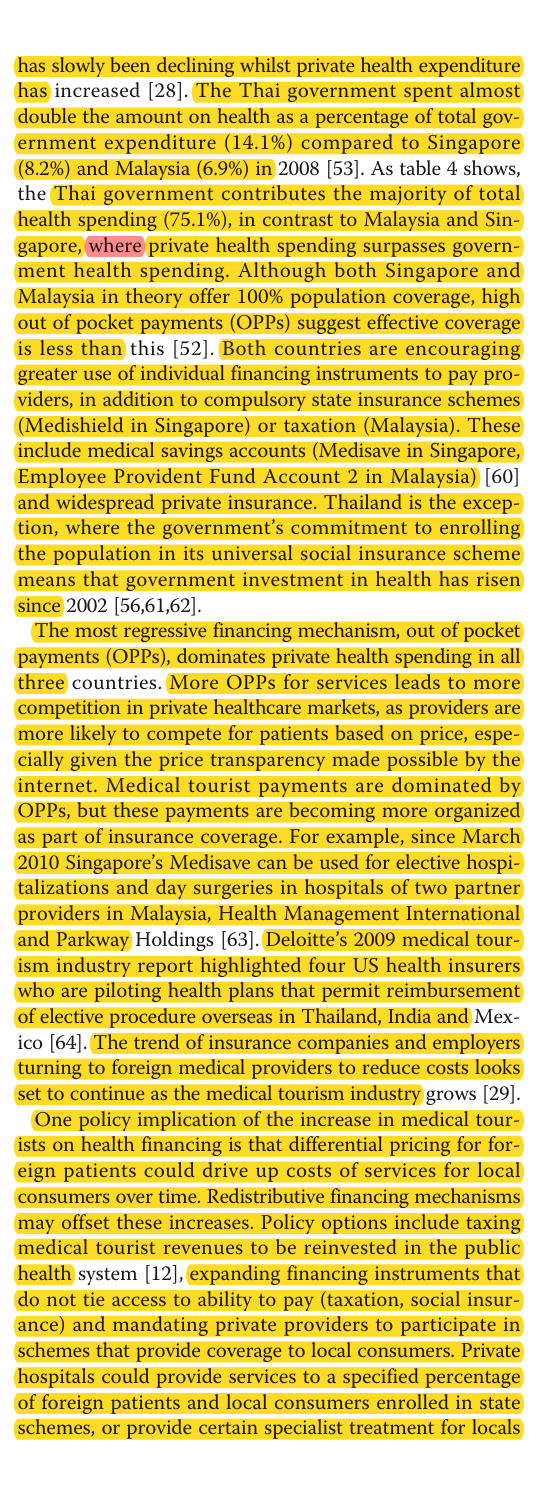 has slowly been declining whilst private health expenditure
has increased [28]. The Thai government spent almost
double the amount on health as a percentage of total gov-
ernment expenditure (14.1%) compared to Singapore
(8.2%) and Malaysia (6.9%) in 2008 [53]. As table 4 shows,
the Thai government contributes the majority of total
health spending (75.1%), in contrast to Malaysia and Sin-
gapore, where private health spending surpasses govern-
ment health spending. Although both Singapore and
Malaysia in theory offer 100% population coverage, high
out of pocket payments (OPPs) suggest effective coverage
is less than this [52]. Both countries are encouraging
greater use of individual financing instruments to pay pro-
viders, in addition to compulsory state insurance schemes
(Medishield in Singapore) or taxation (Malaysia). These
include medical savings accounts (Medisave in Singapore,
Employee Provident Fund Account 2 in Malaysia) [60]
and widespread private insurance. Thailand is the excep-
tion, where the government's commitment to enrolling
the population in its universal social insurance scheme
means that government investment in health has risen
since 2002 [56,61,62].
The most regressive financing mechanism, out of pocket
payments (OPPs), dominates private health spending in all
three countries. More OPPs for services leads to more
competition in private healthcare markets, as providers are
more likely to compete for patients based on price, espe-
cially given the price transparency made possible by the
internet. Medical tourist payments are dominated by
OPPs, but these payments are becoming more organized
as part of insurance coverage. For example, since March
2010 Singapore's Medisave can be used for elective hospi-
talizations and day surgeries in hospitals of two partner
providers in Malaysia, Health Management International
and Parkway Holdings [63]. Deloitte's 2009 medical tour-
ism industry report highlighted four US health insurers
who are piloting health plans that permit reimbursement
of elective procedure overseas in Thailand, India and Mex-
ico [64]. The trend of insurance companies and employers
turning to foreign medical providers to reduce costs looks
set to continue as the medical tourism industry grows [29].
One policy implication of the increase in medical tour-
ists on health financing is that differential pricing for for-
eign patients could drive up costs of services for local
consumers over time. Redistributive financing mechanisms
may offset these increases. Policy options include taxing
medical tourist revenues to be reinvested in the public
health system [12], expanding financing instruments that
do not tie access to ability to pay (taxation, social insur-
ance) and mandating private providers to participate in
schemes that provide coverage to local consumers. Private
hospitals could provide services to a specified percentage
of foreign patients and local consumers enrolled in state
schemes, or provide certain specialist treatment for locals